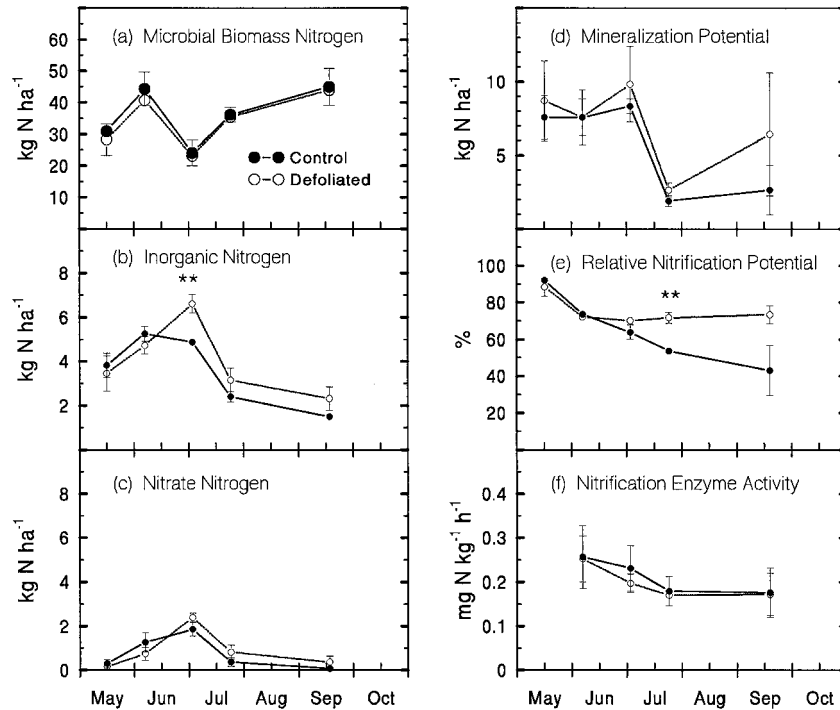 (a) Microbial Biomass Nitrogen
kg N ha⁻¹
60
50
40
30
20
10
Control
Defoliated
(b) Inorganic Nitrogen
**
kg N ha⁻¹
8
6
4
2
(c) Nitrate Nitrogen
kg N ha⁻¹
8
6
4
2
0
May Jun Jul Aug Sep Oct
(d) Mineralization Potential
kg N ha⁻¹
10
5
(e) Relative Nitrification Potential
**
%
100
80
60
40
20
(f) Nitrification Enzyme Activity
mg N kg⁻¹ h⁻¹
0.4
0.3
0.2
0.1
0
May Jun Jul Aug Sep Oct